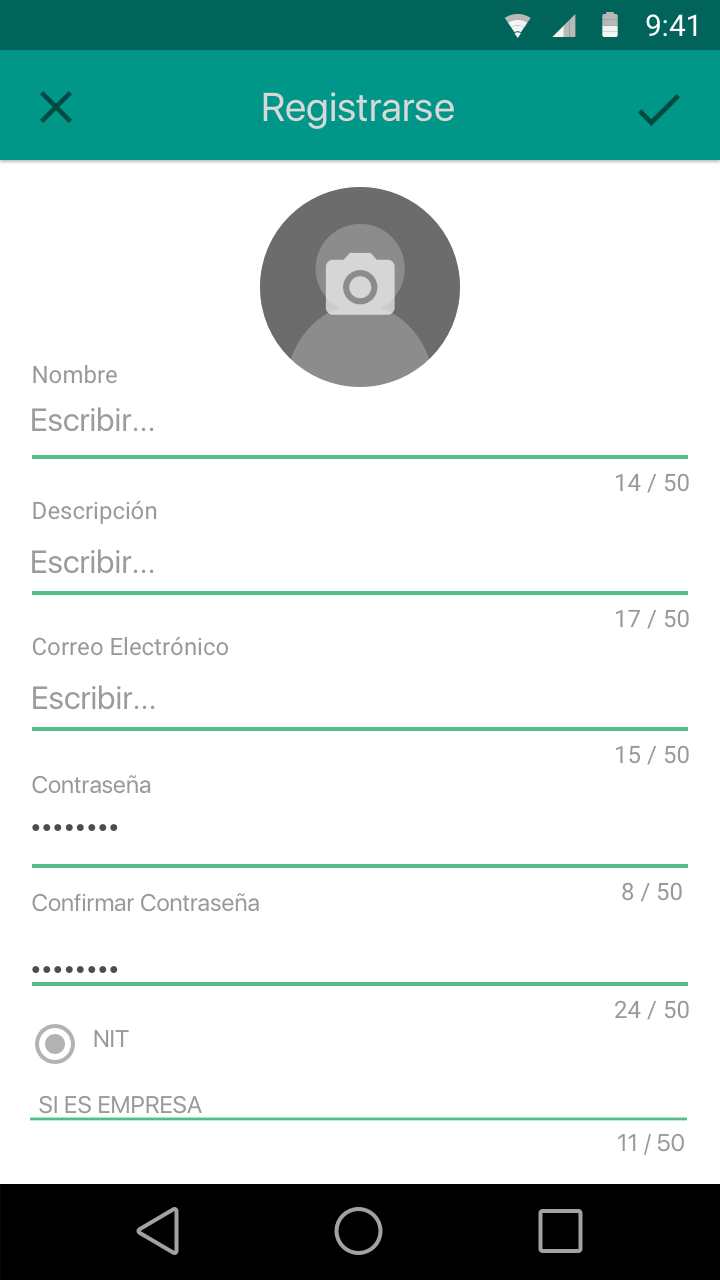 9:41
Registrarse
Nombre
Escribir...
14 / 50
Descripción
Escribir...
17 / 50
Correo Electrónico
Escribir...
15 / 50
Contraseña
••••••••
8 / 50
Confirmar Contraseña
••••••••
24 / 50
NIT
SI ES EMPRESA
11 / 50